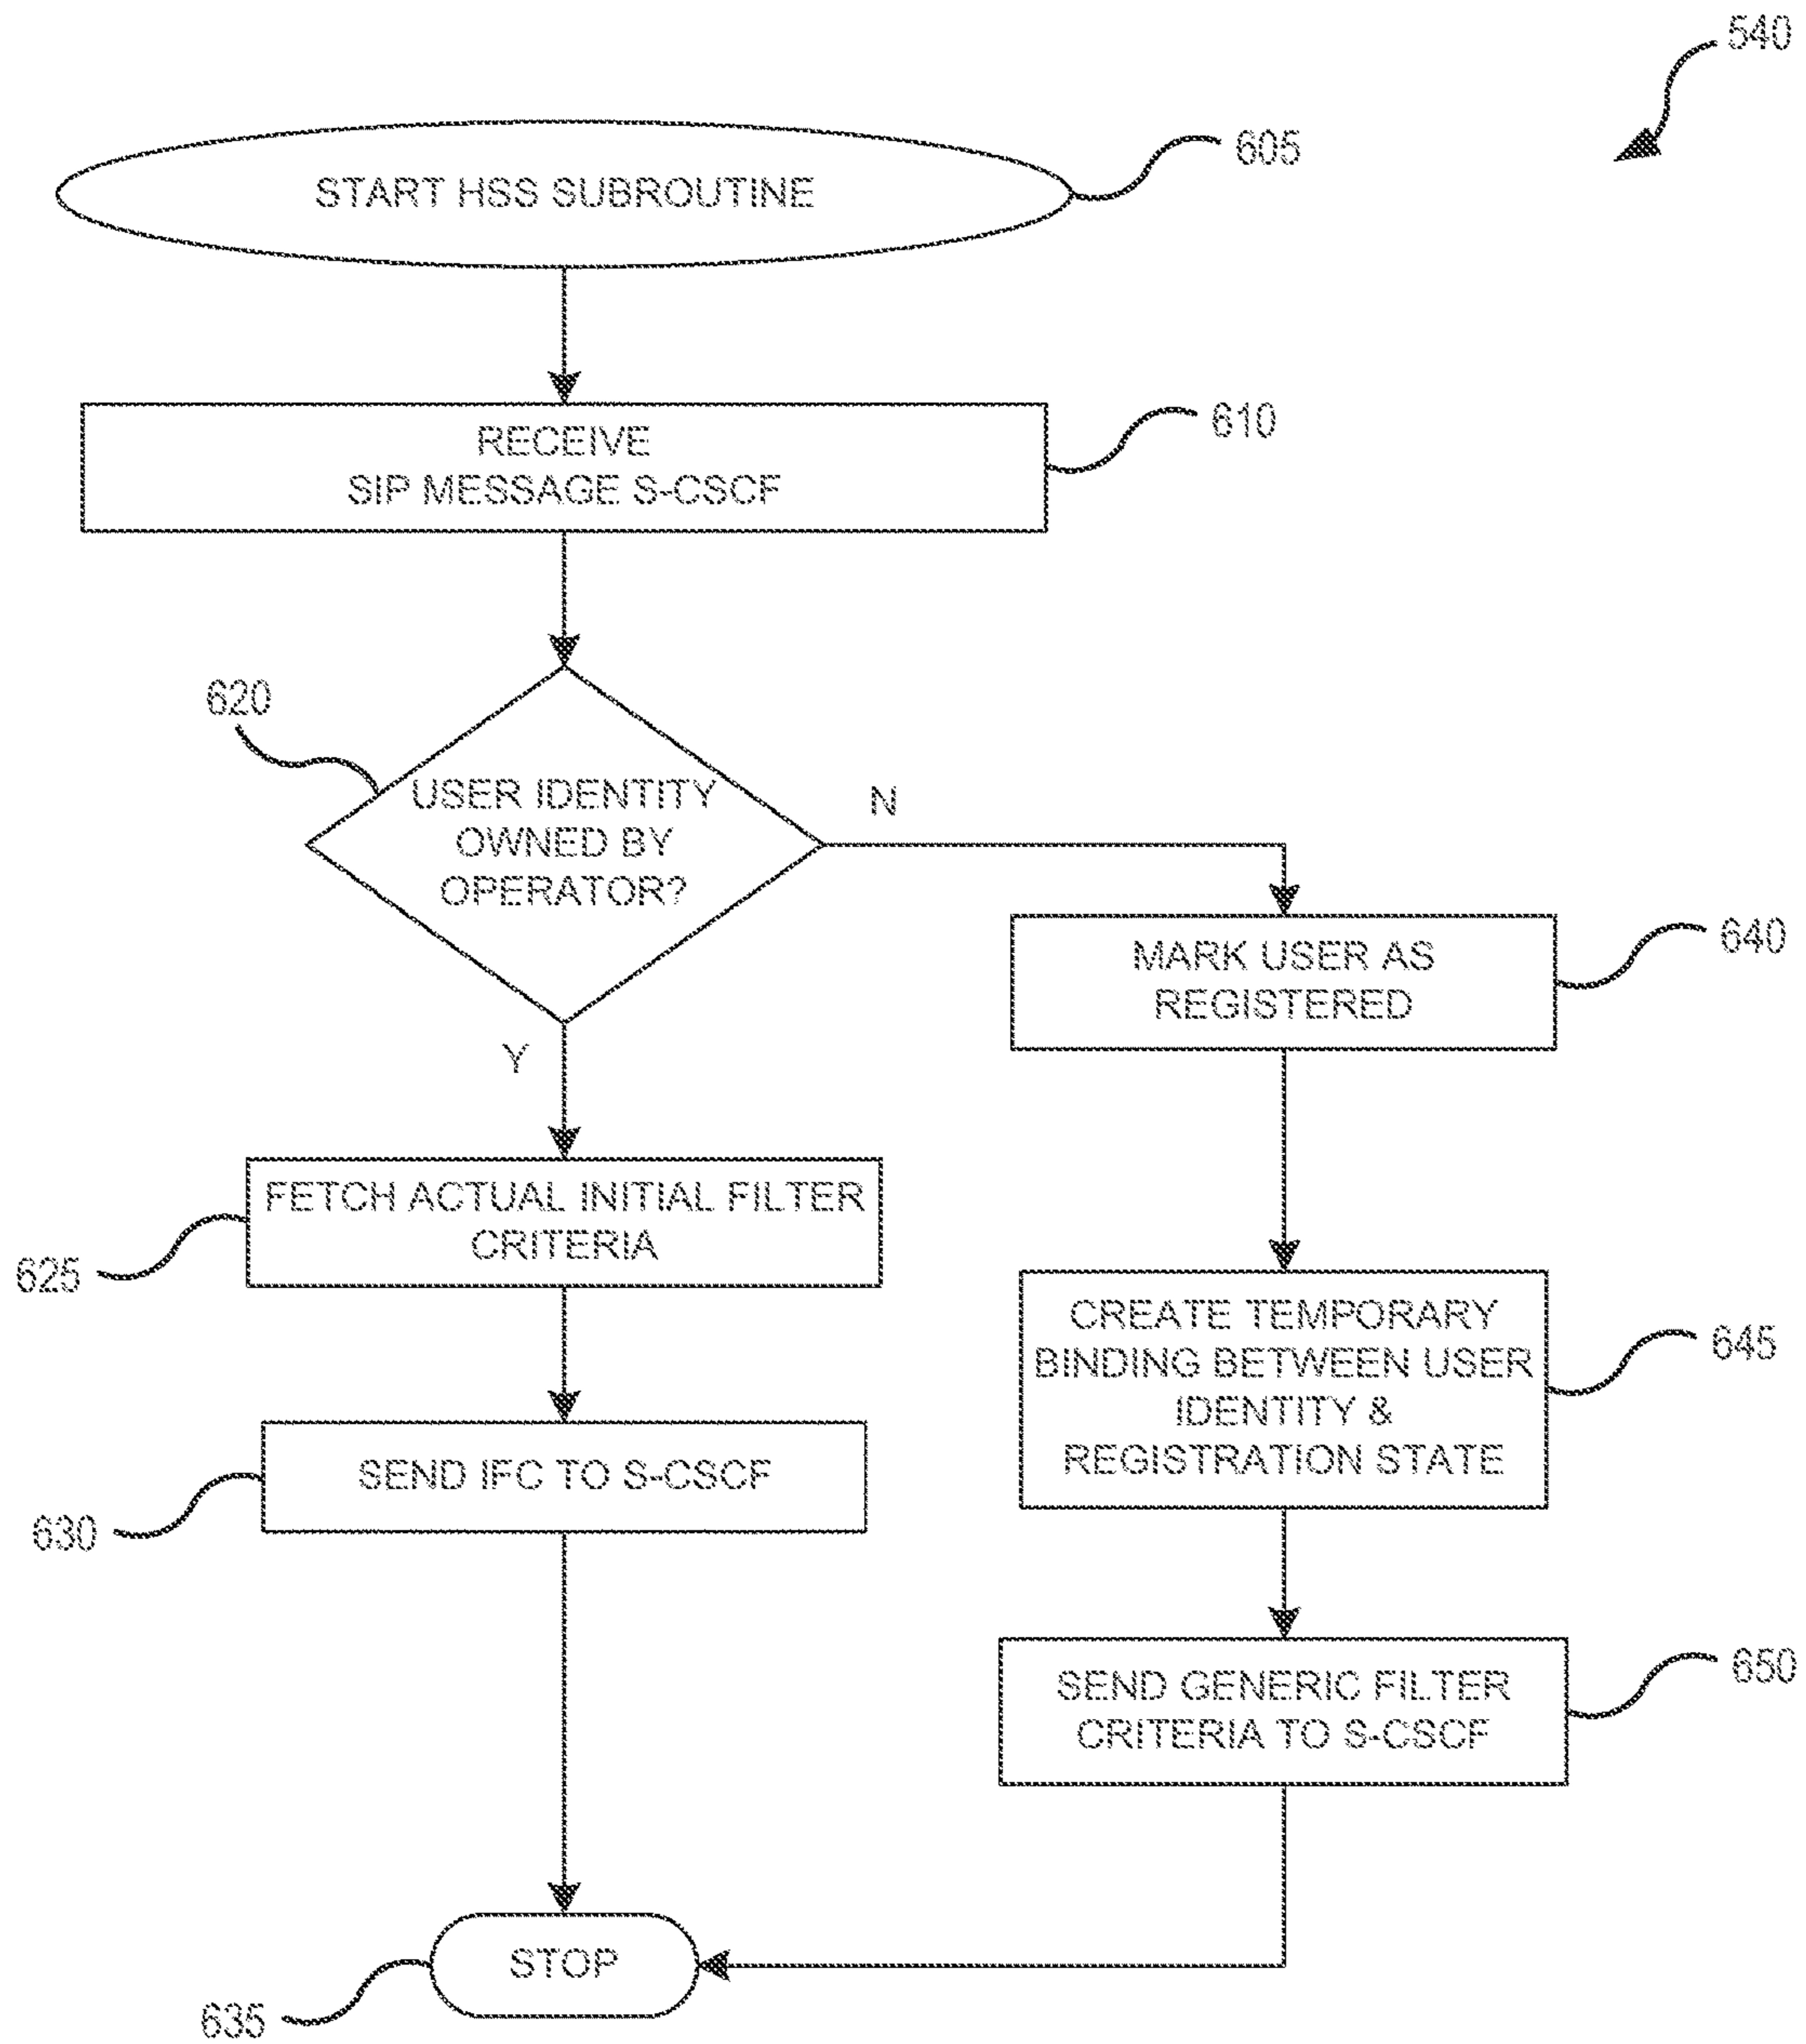 540
605
START HSS SUBROUTINE
610
RECEIVE
SIP MESSAGE S-CSCF
620
USER IDENTITY
OWNED BY
OPERATOR?
N
Y
640
MARK USER AS
REGISTERED
625
FETCH ACTUAL INITIAL FILTER
CRITERIA
645
CREATE TEMPORARY
BINDING BETWEEN USER
IDENTITY &
REGISTRATION STATE
630
SEND IFC TO S-CSCF
650
SEND GENERIC FILTER
CRITERIA TO S-CSCF
STOP
635